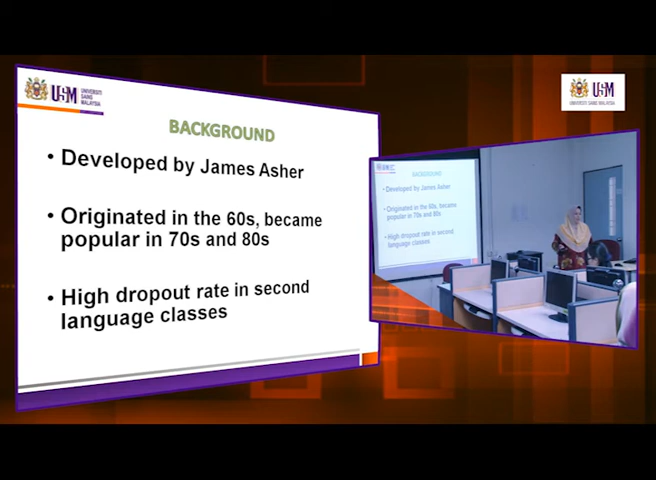 USM UNIVERSITI
SAINS
MALAYSIA
BACKGROUND
• Developed by James Asher
• Originated in the 60s, became
popular in 70s and 80s
• High dropout rate in second
language classes
USM
UNIVERSITI SAINS MALAYSIA
BACKGROUND
• Developed by James Asher
• Originated in the 60s, became
popular in 70s and 80s
• High dropout rate in second
language classes